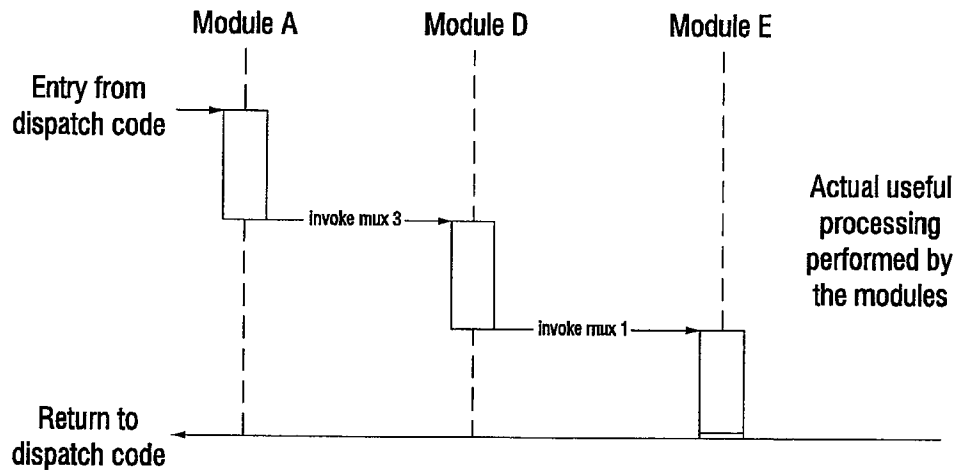 Module A
Module D
Module E
Entry from
dispatch code
invoke mux 3
Actual useful
processing
performed by
the modules
invoke mux 1
Return to
dispatch code